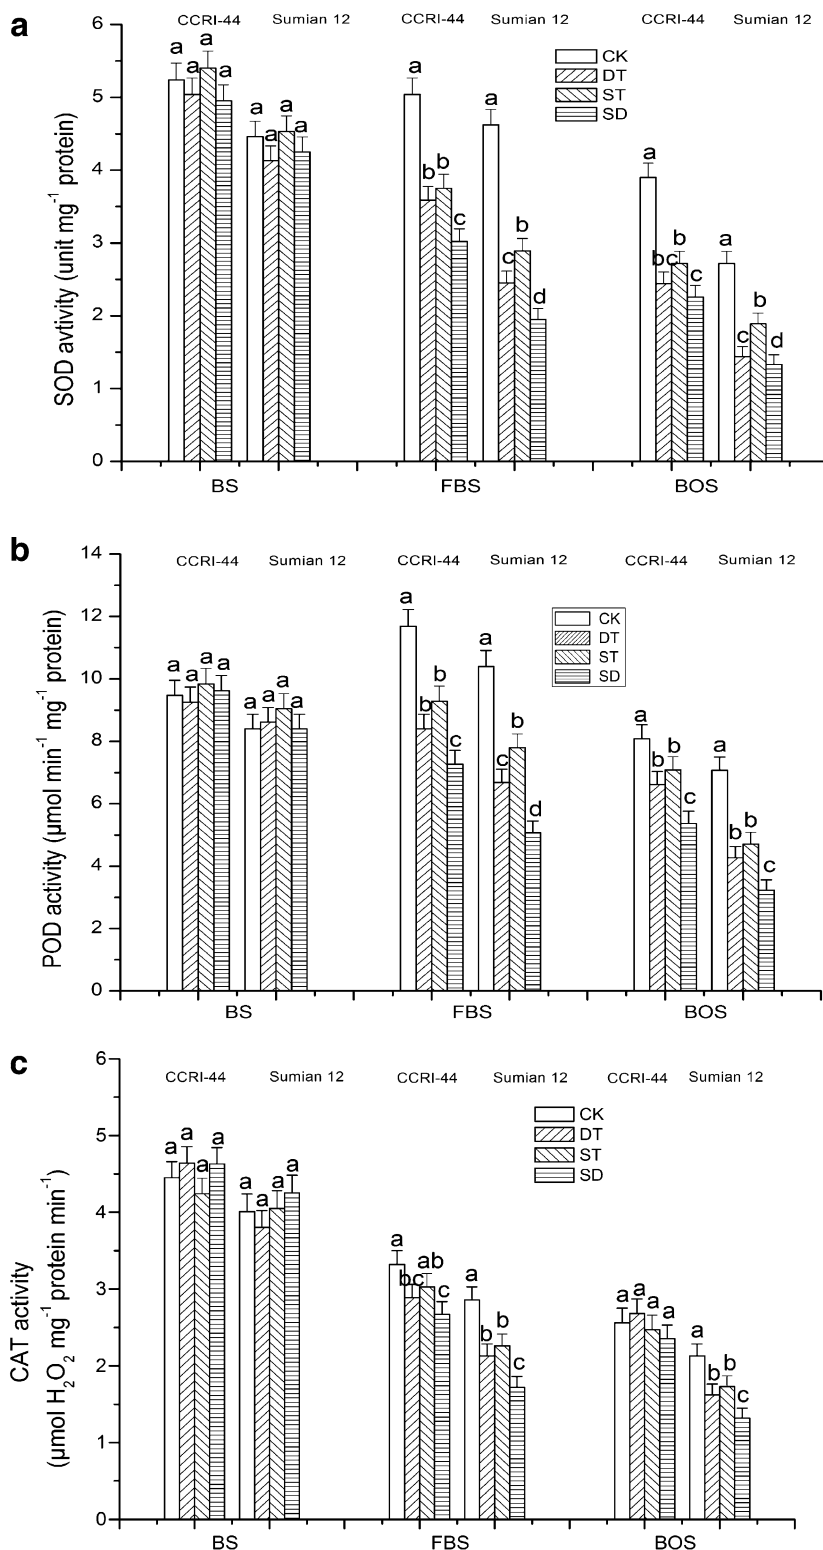 a
CCRI-44 Sumian 12 CCRI-44 Sumian 12 CCRI-44 Sumian 12
CK
DT
ST
SD
SOD avtivity (unit mg⁻¹ protein)
6
5
4
3
2
1
0
a a a a a a a a
a b b c a c b d
a bc b c a c b d
BS FBS BOS
b
CCRI-44 Sumian 12 CCRI-44 Sumian 12 CCRI-44 Sumian 12
CK
DT
ST
SD
POD activity (μmol min⁻¹ mg⁻¹ protein)
14
12
10
8
6
4
2
0
a a a a a a a a
a b b c a c b d
a b b c a b b c
BS FBS BOS
c
CCRI-44 Sumian 12 CCRI-44 Sumian 12 CCRI-44 Sumian 12
CK
DT
ST
SD
CAT activity
(μmol H₂O₂ mg⁻¹ protein min⁻¹)
6
5
4
3
2
1
0
a a a a a a a a
a bc ab c a b b c
a a a a a b b c
BS FBS BOS